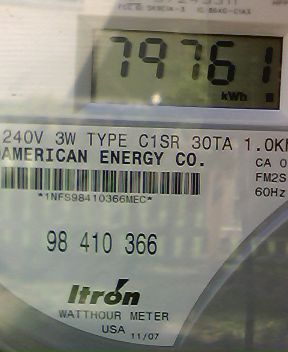 79761
kWh
240V 3W TYPE C1SR 30TA 1.0K
AMERICAN ENERGY CO.
CA 0
FM2S
60Hz
*1NFS98410366MEC*
98 410 366
Itrón
WATTHOUR METER
USA 11/07